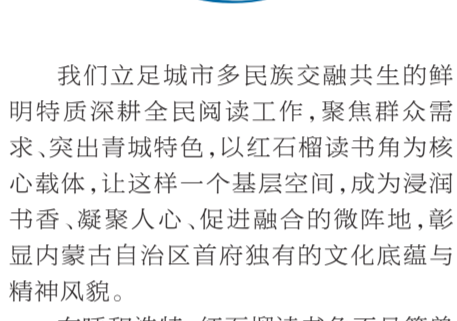 我们立足城市多民族交融共生的鲜
明特质深耕全民阅读工作,聚焦群众需
求、突出青城特色,以红石榴读书角为核
心载体,让这样一个基层空间,成为浸润
书香、凝聚人心、促进融合的微阵地,彰
显内蒙古自治区首府独有的文化底蕴与
精神风貌。